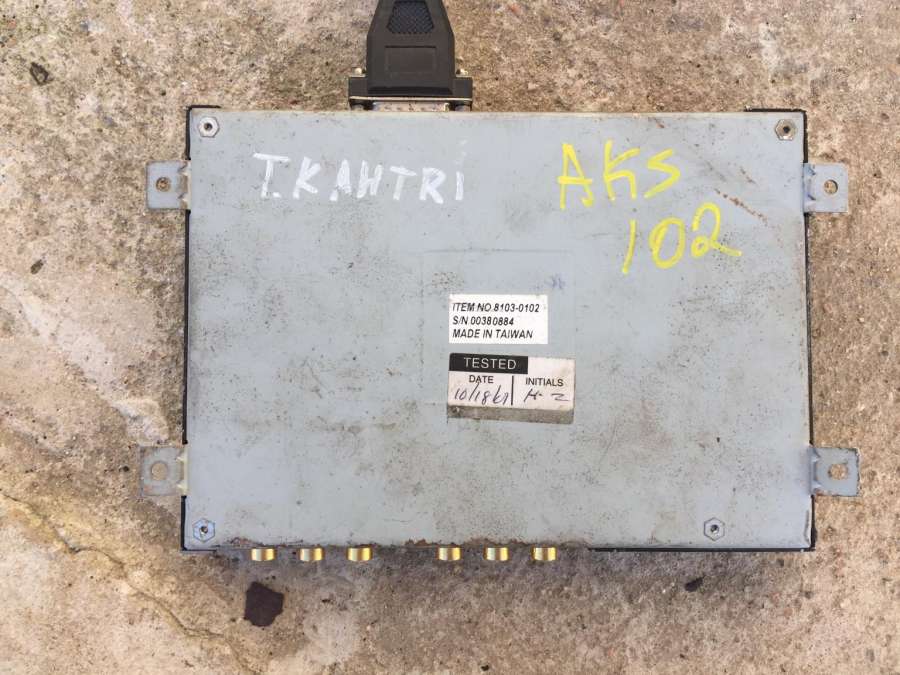 T.KAHTRI
AKS
102
ITEM NO.8103-0102
S/N 00380884
MADE IN TAIWAN
TESTED
DATE
INITIALS
H-Z